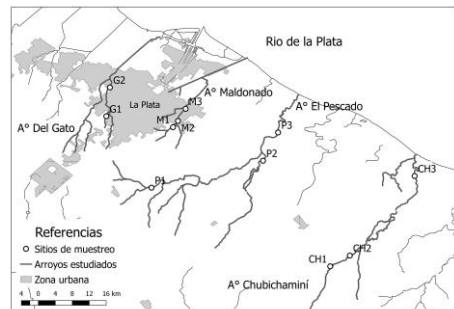 Rio de la Plata
G2
La Plata
A° Maldonado
M3
G1
A° El Pescado
A° Del Gato
M1
M2
P3
P2
P1
CH3
Referencias
Sitios de muestreo
Arroyos estudiados
Zona urbana
CH2
CH1
A° Chubichaminí
4 0 4 8 12 16 km